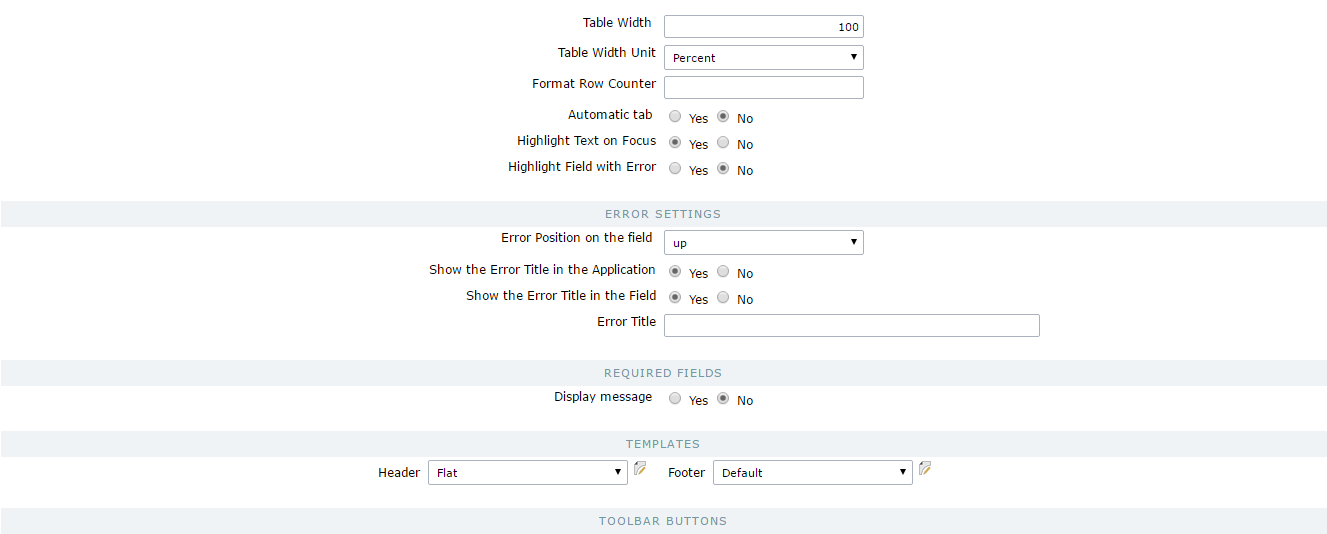 Table Width 100
Table Width Unit Percent
Format Row Counter
Automatic tab Yes No
Highlight Text on Focus Yes No
Highlight Field with Error Yes No
ERROR SETTINGS
Error Position on the field up
Show the Error Title in the Application Yes No
Show the Error Title in the Field Yes No
Error Title
REQUIRED FIELDS
Display message Yes No
TEMPLATES
Header Flat Footer Default
TOOLBAR BUTTONS